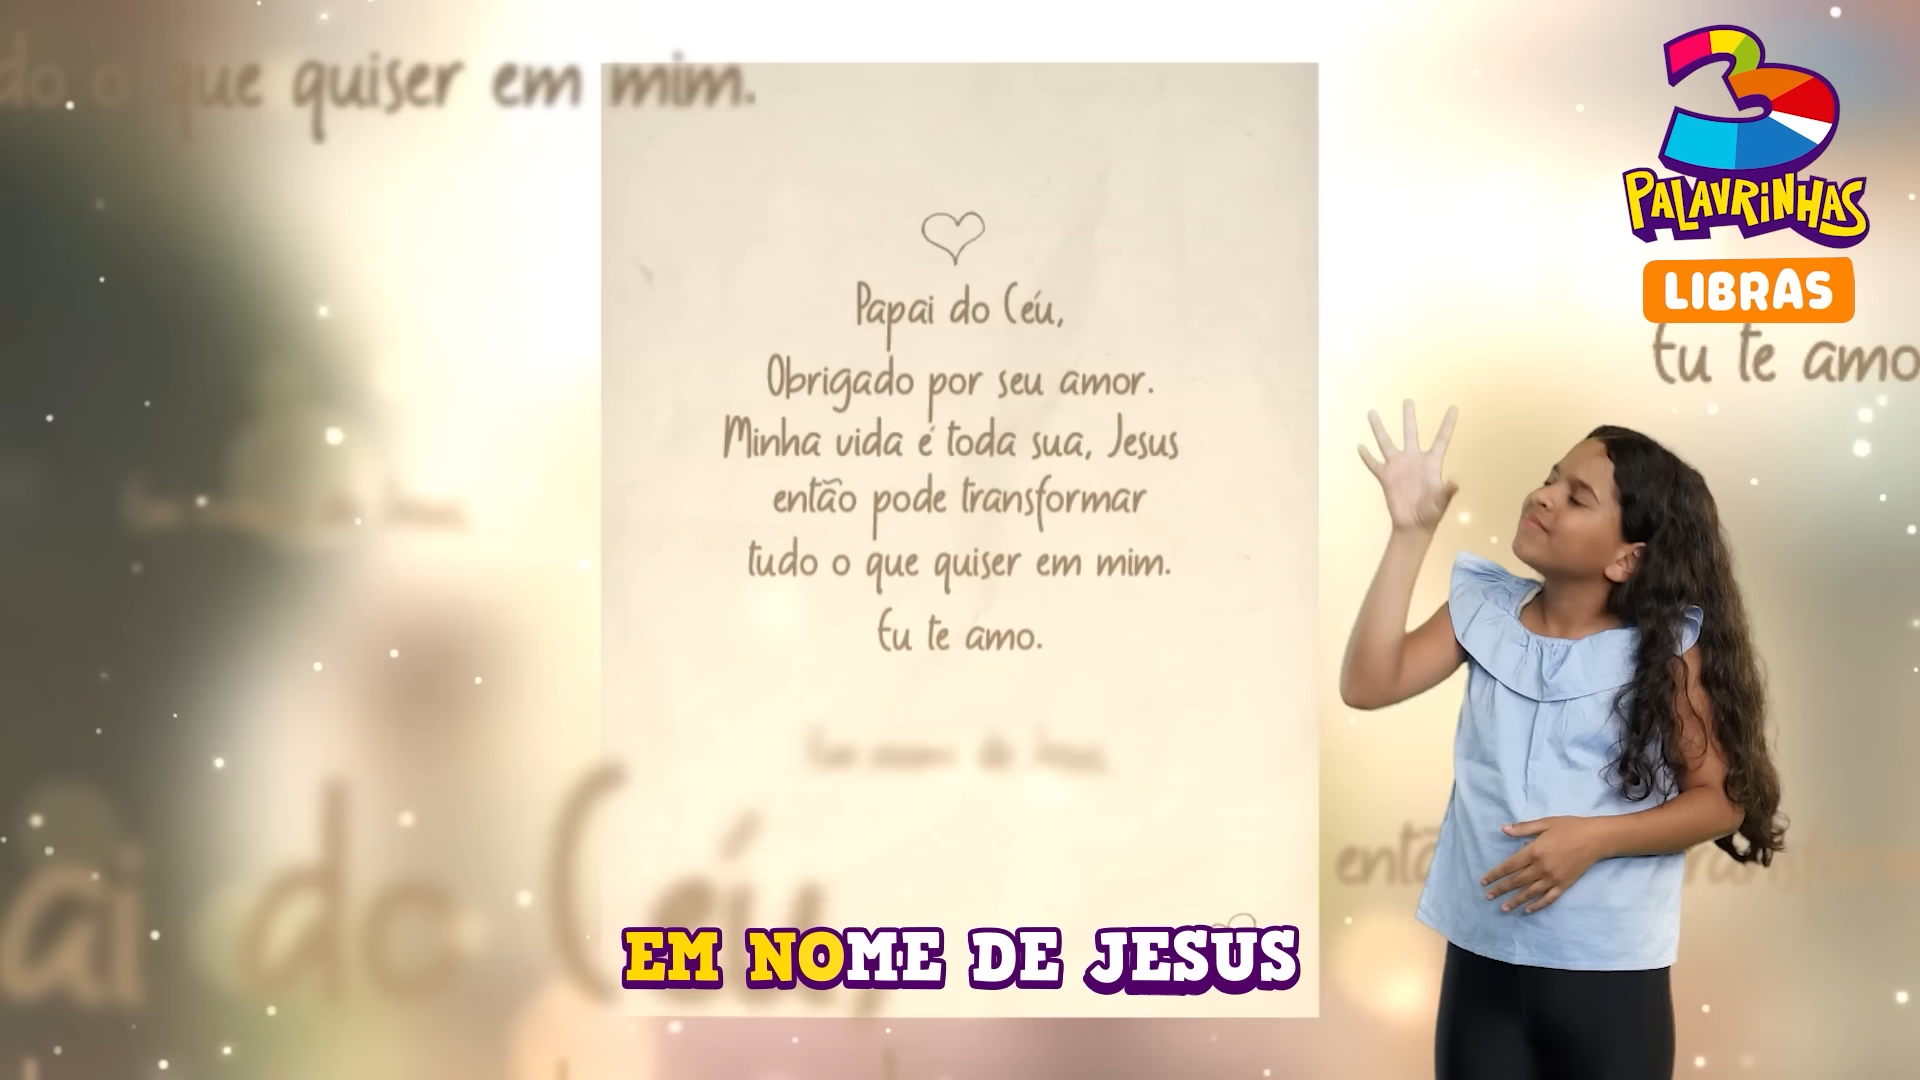 do o que quiser em mim.
3
PALAVRINHAS
LIBRAS
Eu te amo
Papai do Céu,
Obrigado por seu amor.
Minha vida é toda sua, Jesus
então pode transformar
tudo o que quiser em mim.
Eu te amo.
ai do Céu,
EM NOME DE JESUS